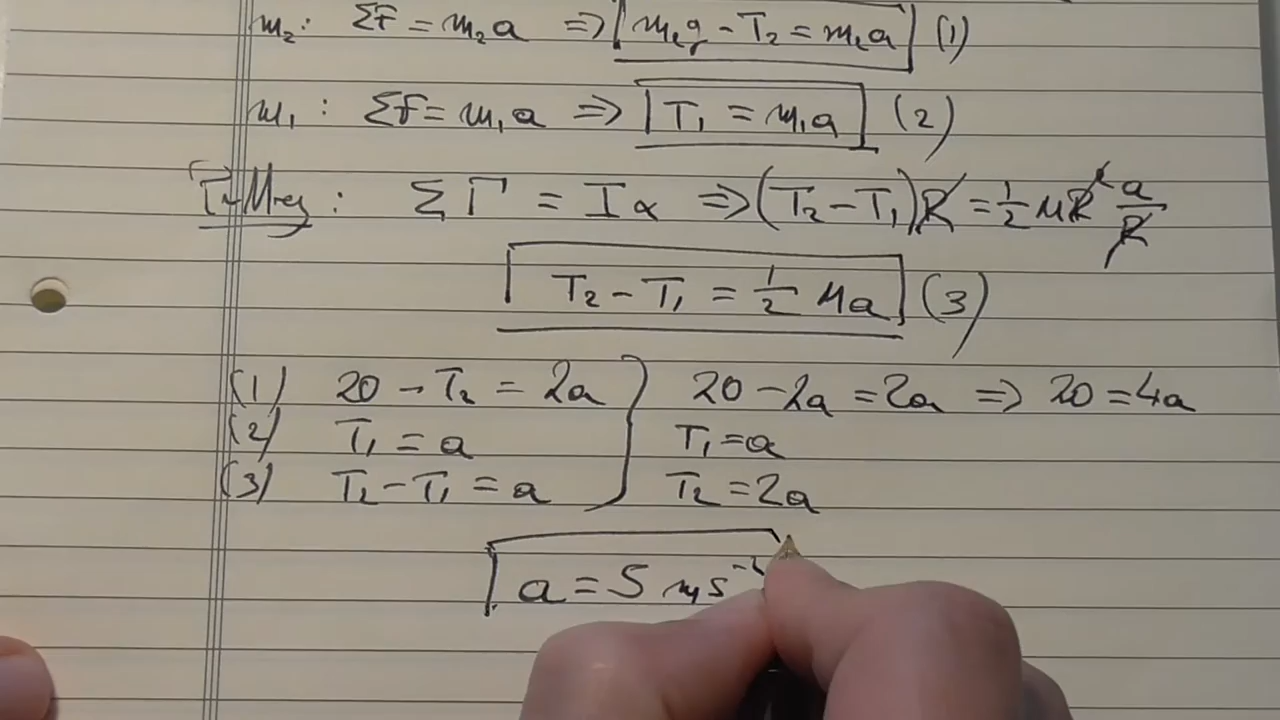 m₂: ΣF = m₂a ⇒ m₂g - T₂ = m₂a (1)
m₁: ΣF = m₁a ⇒ T₁ = m₁a (2)
: ΣΓ = Iα ⇒ (T₂ - T₁)R = ½ MR² a/R
T₂ - T₁ = ½ Ma (3)
(1) 20 - T₂ = 2a 20 - 2a = 2a ⇒ 20 = 4a
(2) T₁ = a T₁ = a
(3) T₂ - T₁ = a T₂ = 2a
a = 5 ms⁻²